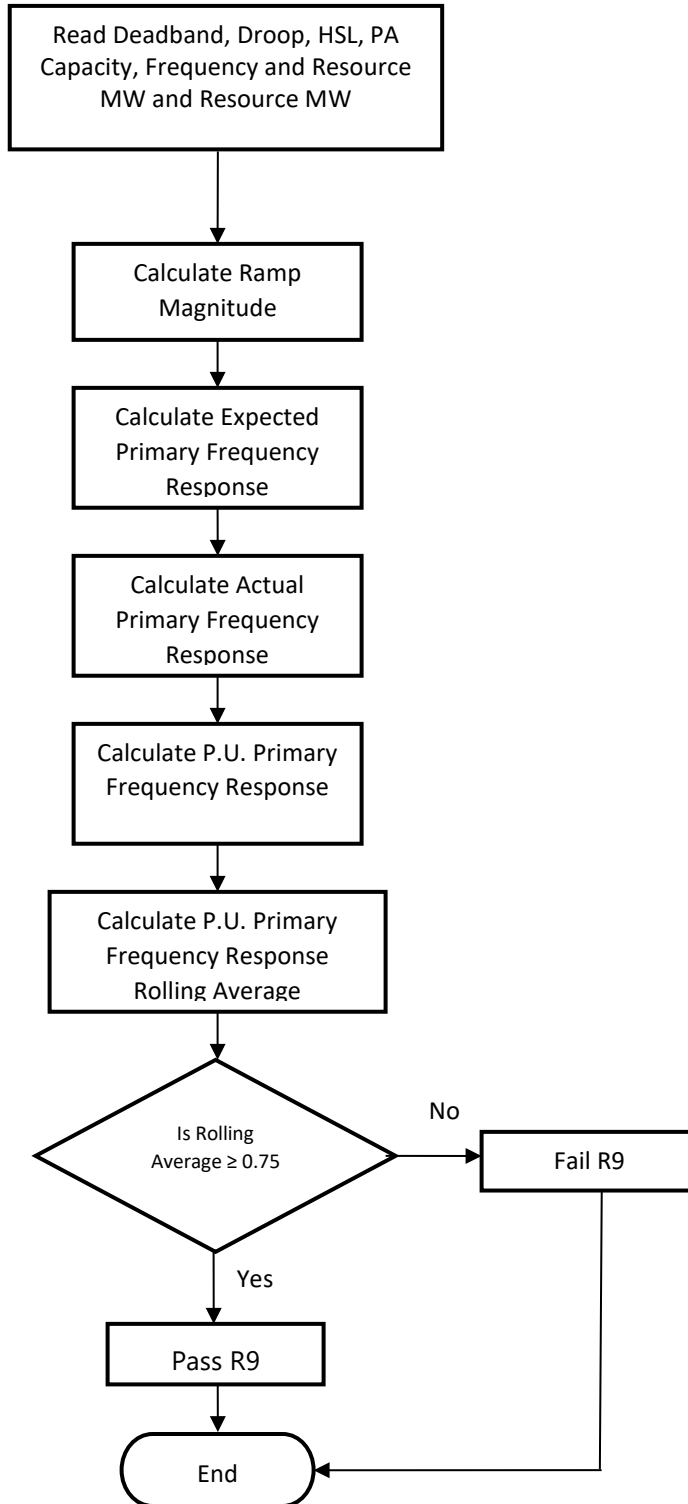 Read Deadband, Droop, HSL, PA
Capacity, Frequency and Resource
MW and Resource MW
Calculate Ramp
Magnitude
Calculate Expected
Primary Frequency
Response
Calculate Actual
Primary Frequency
Response
Calculate P.U. Primary
Frequency Response
Calculate P.U. Primary
Frequency Response
Rolling Average
Is Rolling
Average ≥ 0.75
No
Fail R9
Yes
Pass R9
End